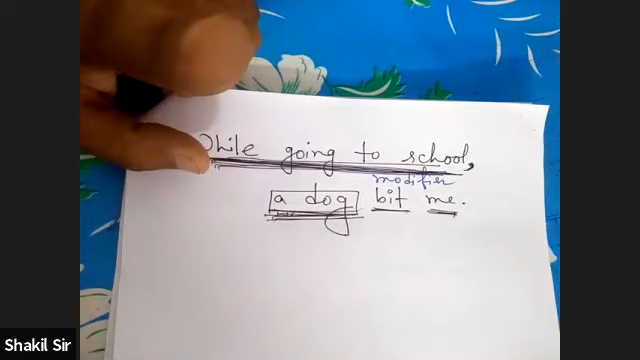 While going to school,
modifier
a dog bit me.
Shakil Sir